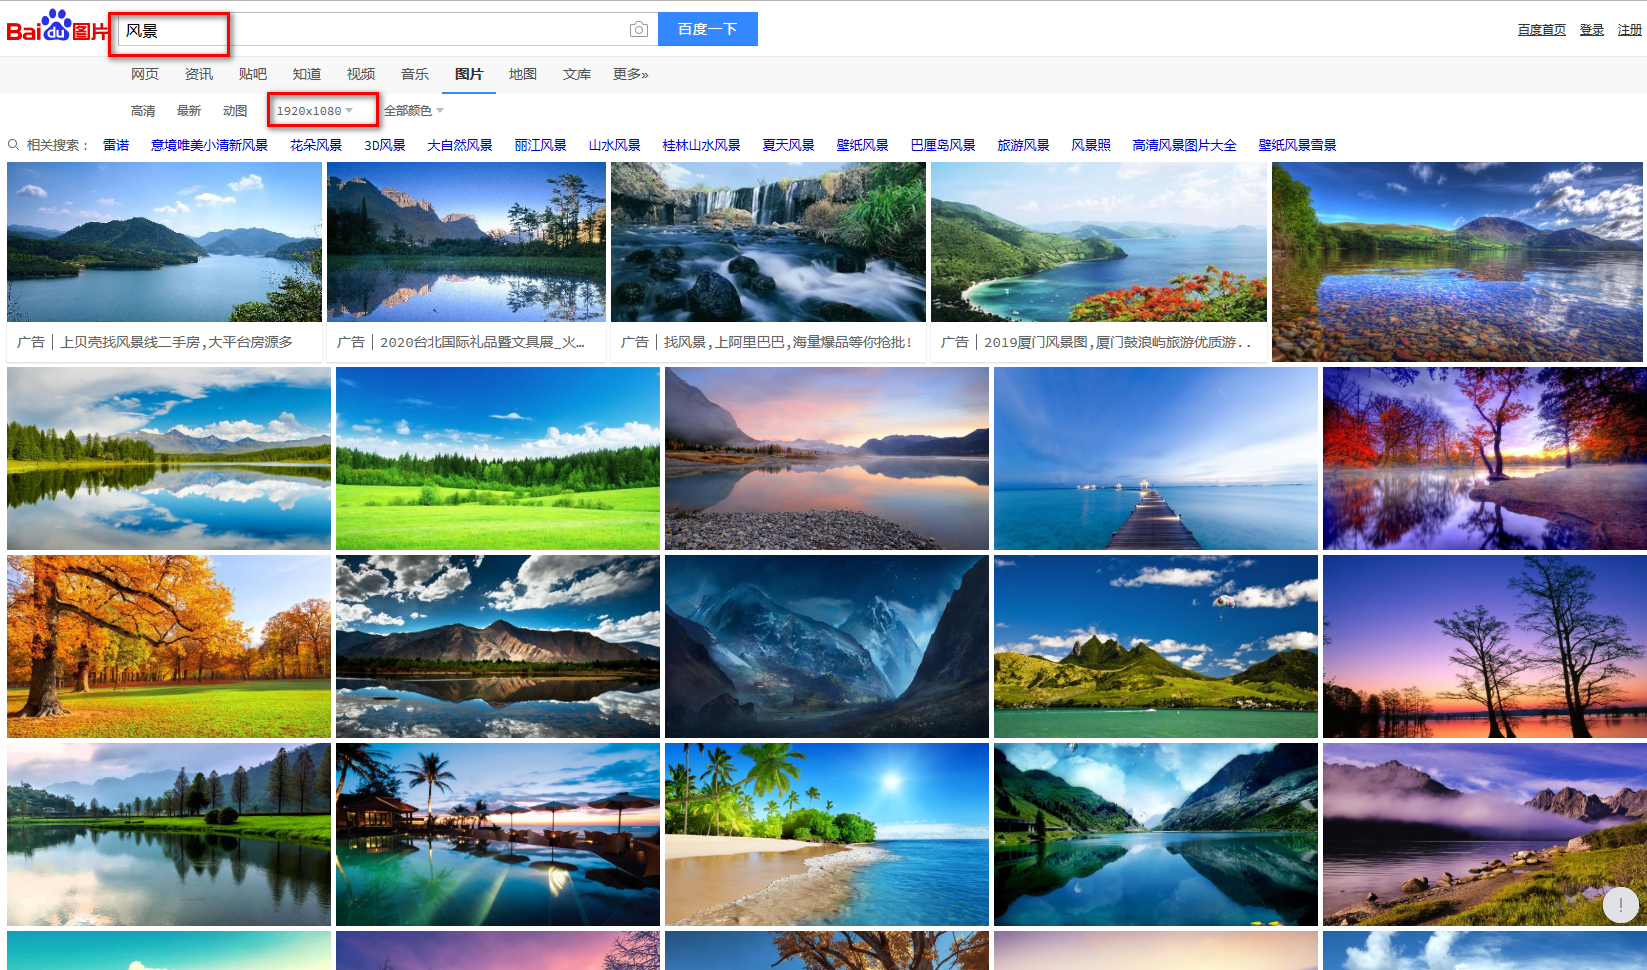 Bai du 图片 风景 百度一下 百度首页 登录 注册
网页 资讯 贴吧 知道 视频 音乐 图片 地图 文库 更多»
高清 最新 动图 1920x1080 全部颜色
相关搜索： 雷诺 意境唯美小清新风景 花朵风景 3D风景 大自然风景 丽江风景 山水风景 桂林山水风景 夏天风景 壁纸风景 巴厘岛风景 旅游风景 风景照 高清风景图片大全 壁纸风景雪景
广告 | 上贝壳找风景线二手房,大平台房源多
广告 | 2020台北国际礼品暨文具展_火...
广告 | 找风景,上阿里巴巴,海量爆品等你抢批!
广告 | 2019厦门风景图,厦门鼓浪屿旅游优质游..